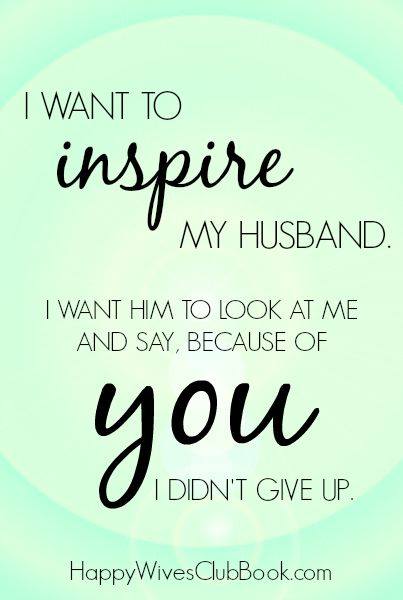 I WANT TO
inspire
MY HUSBAND.
I WANT HIM TO LOOK AT ME
AND SAY, BECAUSE OF
you
I DIDN'T GIVE UP.
HappyWivesClubBook.com